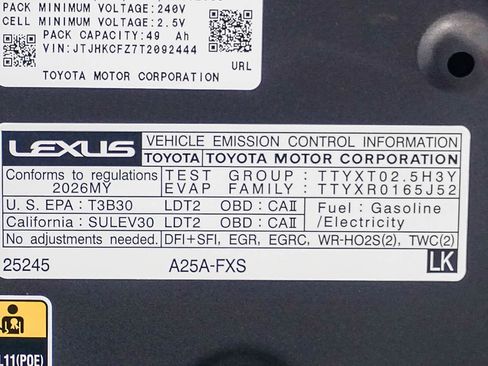 PACK MINIMUM VOLTAGE: 240V
CELL MINIMUM VOLTAGE: 2.5V
PACK CAPACITY: 49 Ah
VIN: JTJHKCFZ7T2092444
URL
TOYOTA MOTOR CORPORATION
LEXUS VEHICLE EMISSION CONTROL INFORMATION
TOYOTA TOYOTA MOTOR CORPORATION
Conforms to regulations TEST GROUP: TTYXT02.5H3Y
2026MY EVAP FAMILY: TTYXR0165J52
U. S. EPA: T3B30 LDT2 OBD: CAII Fuel: Gasoline
California: SULEV30 LDT2 OBD: CAII /Electricity
No adjustments needed. DFI+SFI, EGR, EGRC, WR-HO2S(2), TWC(2)
25245 A25A-FXS LK
L11(POE)